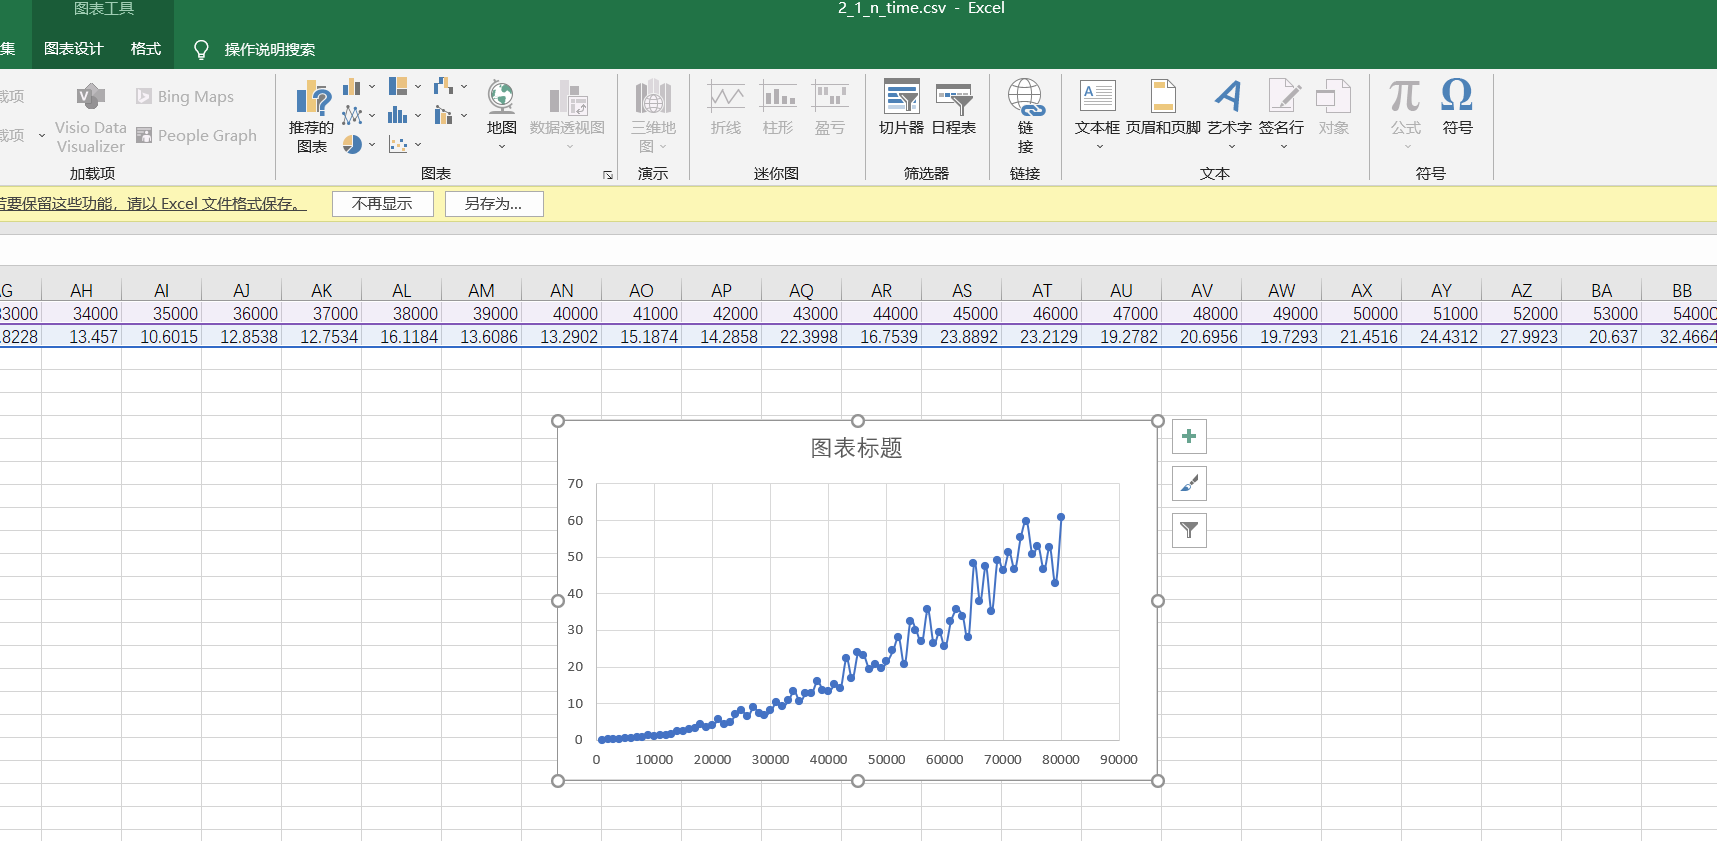 图表工具
2_1_n_time.csv - Excel
集 图表设计 格式 操作说明搜索
载项 Bing Maps
载项 Visio Data Visualizer People Graph
推荐的图表
地图 数据透视图 三维地图 折线 柱形 盈亏 切片器 日程表 链接 文本框 页眉和页脚 艺术字 签名行 对象 公式 符号
加载项 图表 演示 迷你图 筛选器 链接 文本 符号
若要保留这些功能，请以 Excel 文件格式保存。 不再显示 另存为...
G AH AI AJ AK AL AM AN AO AP AQ AR AS AT AU AV AW AX AY AZ BA BB
33000 34000 35000 36000 37000 38000 39000 40000 41000 42000 43000 44000 45000 46000 47000 48000 49000 50000 51000 52000 53000 54000
.8228 13.457 10.6015 12.8538 12.7534 16.1184 13.6086 13.2902 15.1874 14.2858 22.3998 16.7539 23.8892 23.2129 19.2782 20.6956 19.7293 21.4516 24.4312 27.9923 20.637 32.4664
图表标题
70
60
50
40
30
20
10
0
0 10000 20000 30000 40000 50000 60000 70000 80000 90000